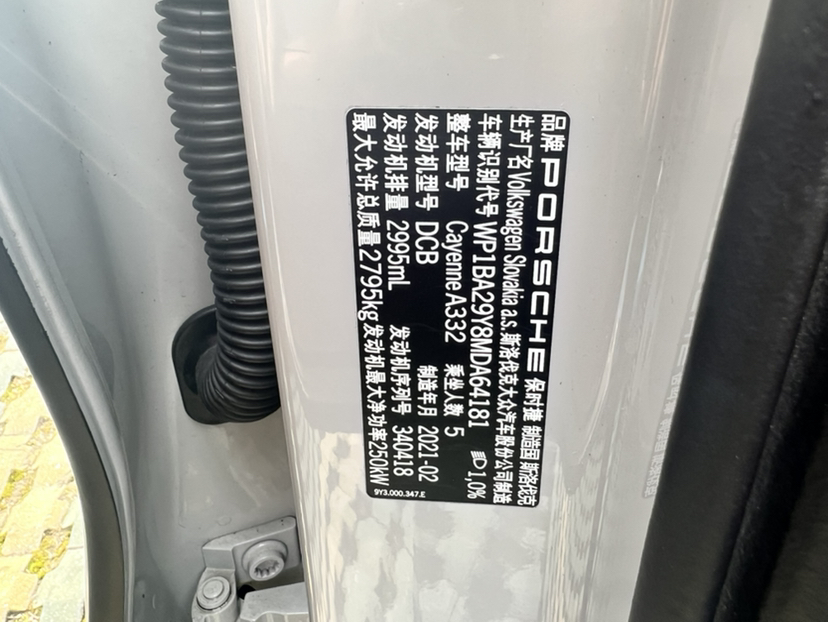 品牌 PORSCHE 保时捷 制造国 斯洛伐克
生产厂名 Volkswagen Slovakia a.s. 斯洛伐克大众汽车股份公司制造
车辆识别代号 WP1BA29Y8MDA64181 1,0%
整车型号 Cayenne A332 乘坐人数 5
发动机型号 DCB 制造年月 2021-02
发动机排量 2995mL 发动机序列号 340418
最大允许总质量 2795kg 发动机最大净功率 250KW
9Y3.000.347.E